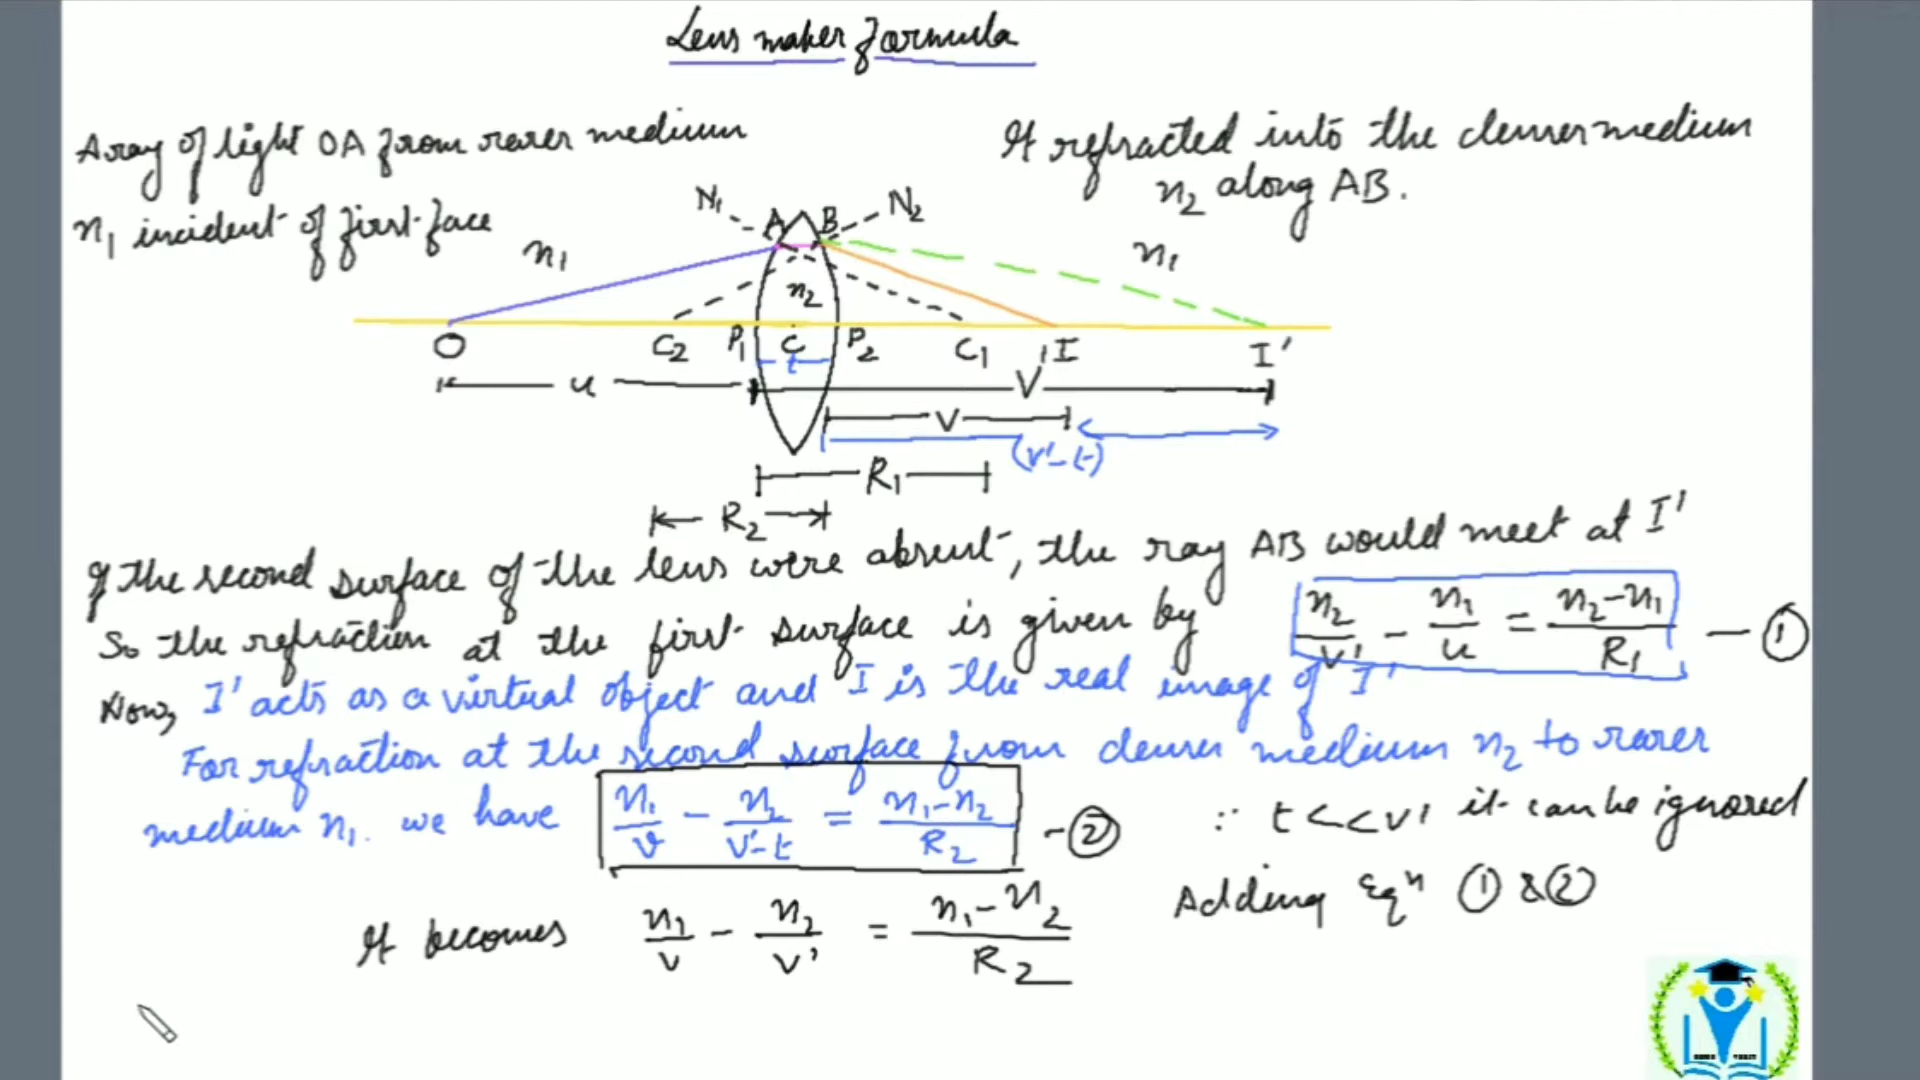 Lens maker formula
A ray of light OA from rarer medium
n₁ incident of first face
It refracted into the denser medium
n₂ along AB.
N₁ A B N₂
n₁ n₂ n₁
O C₂ P₁ C P₂ C₁ I I'
t
u V
V
(v'-t)
R₁
R₂
If the second surface of the lens were absent, the ray AB would meet at I'
So the refraction at the first surface is given by n₂/v' - n₁/u = (n₂-n₁)/R₁ — ①
Now, I' acts as a virtual object and I is the real image of I'
For refraction at the second surface from denser medium n₂ to rarer
medium n₁. we have n₁/v - n₂/(v'-t) = (n₁-n₂)/R₂ - ② ∵ t<<v' it can be ignored
It becomes n₁/v - n₂/v' = (n₁-n₂)/R₂ Adding Eqⁿ ① & ②